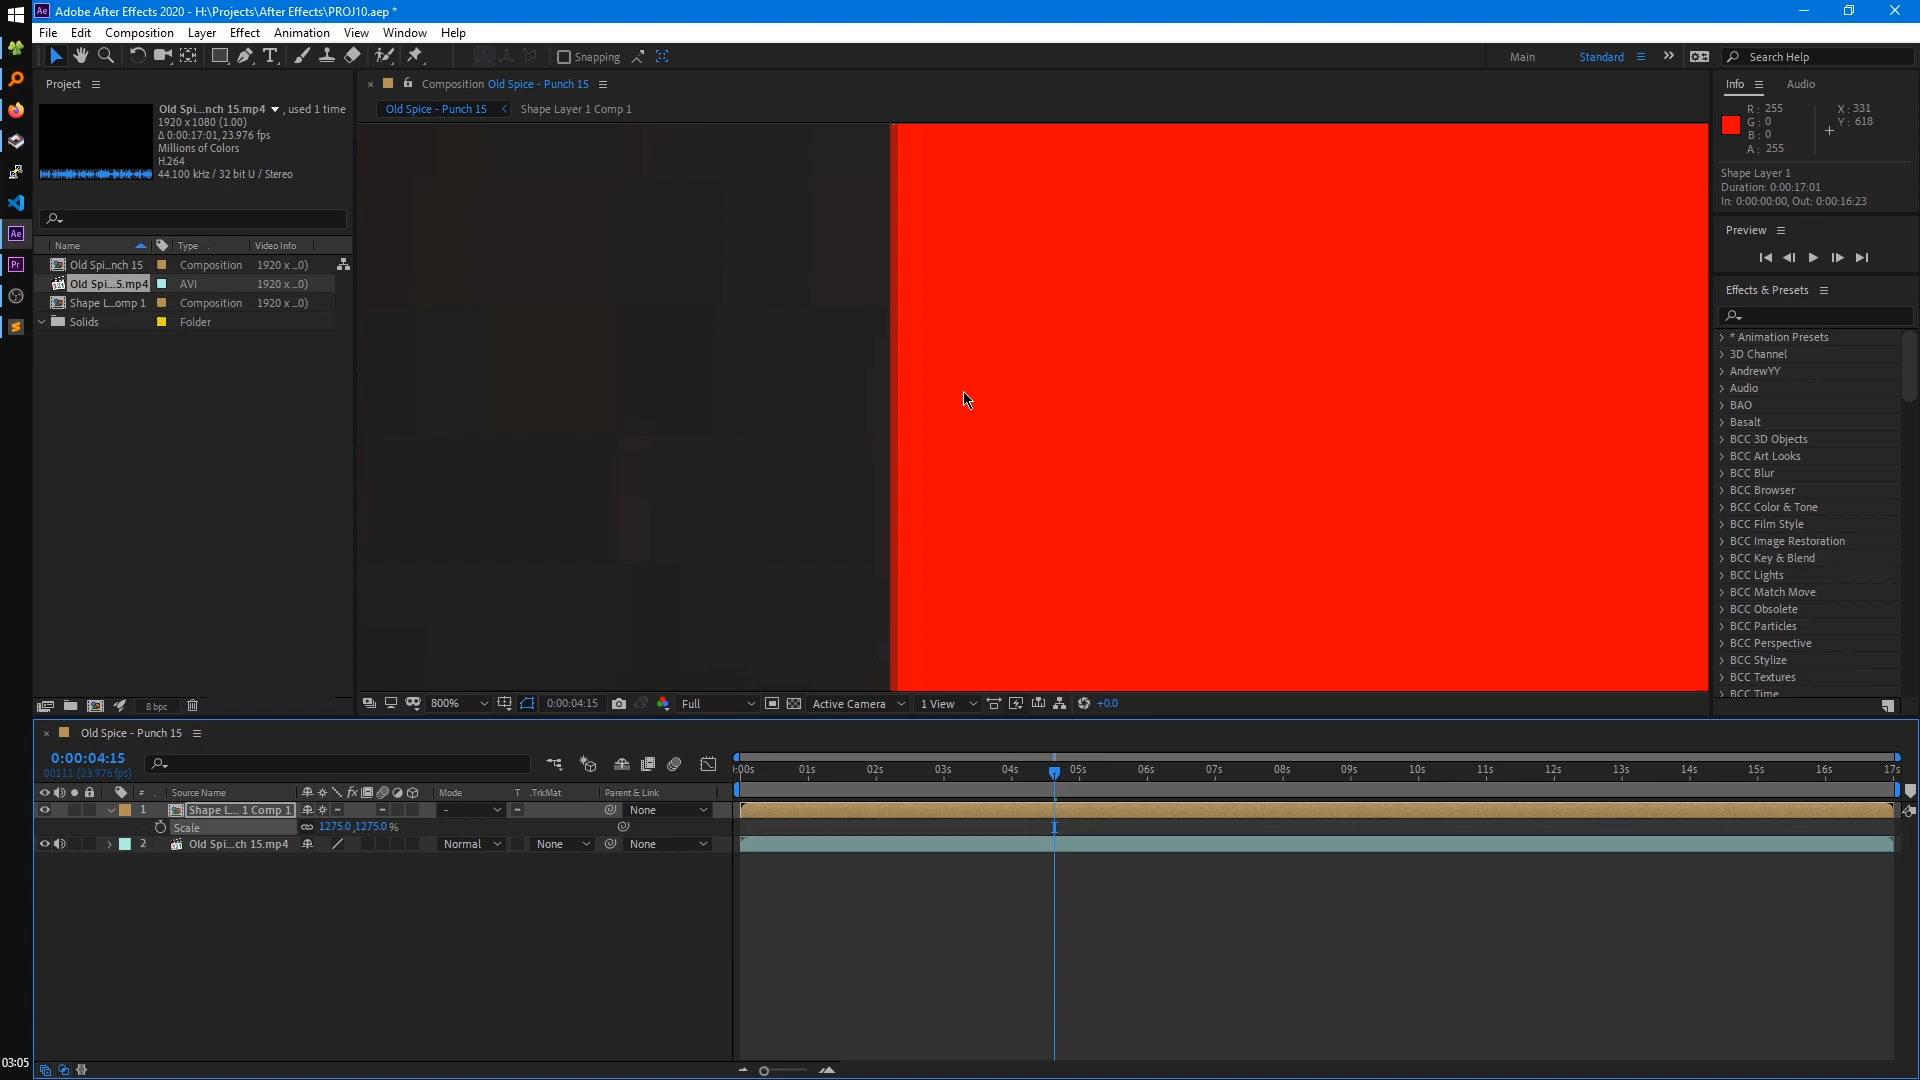 Adobe After Effects 2020 - H:\Projects\After Effects\PROJ10.aep *
File Edit Composition Layer Effect Animation View Window Help
Snapping
Main Standard Search Help
Project
Old Spi...nch 15.mp4 , used 1 time
1920 x 1080 (1.00)
Δ 0:00:17:01, 23.976 fps
Millions of Colors
H.264
44.100 kHz / 32 bit U / Stereo
Name Type Video Info
Old Spi...nch 15 Composition 1920 x ...0)
Old Spi...5.mp4 AVI 1920 x ...0)
Shape L...omp 1 Composition 1920 x ...0)
Solids Folder
8 bpc
Composition Old Spice - Punch 15
Old Spice - Punch 15 Shape Layer 1 Comp 1
800% 0:00:04:15 Full Active Camera 1 View +0.0
Info Audio
R: 255 X: 331
G: 0 Y: 618
B: 0
A: 255
Shape Layer 1
Duration: 0:00:17:01
In: 0:00:00:00, Out: 0:00:16:23
Preview
Effects & Presets
* Animation Presets
3D Channel
AndrewYY
Audio
BAO
Basalt
BCC 3D Objects
BCC Art Looks
BCC Blur
BCC Browser
BCC Color & Tone
BCC Film Style
BCC Image Restoration
BCC Key & Blend
BCC Lights
BCC Match Move
BCC Obsolete
BCC Particles
BCC Perspective
BCC Stylize
BCC Textures
BCC Time
Old Spice - Punch 15
0:00:04:15
00111 (23.976 fps)
:00s 01s 02s 03s 04s 05s 06s 07s 08s 09s 10s 11s 12s 13s 14s 15s 16s 17s
# Source Name Mode T .TrkMat Parent & Link
1 Shape L... 1 Comp 1 - None
Scale 1275.0,1275.0 %
2 Old Spi...ch 15.mp4 Normal None None
03:05